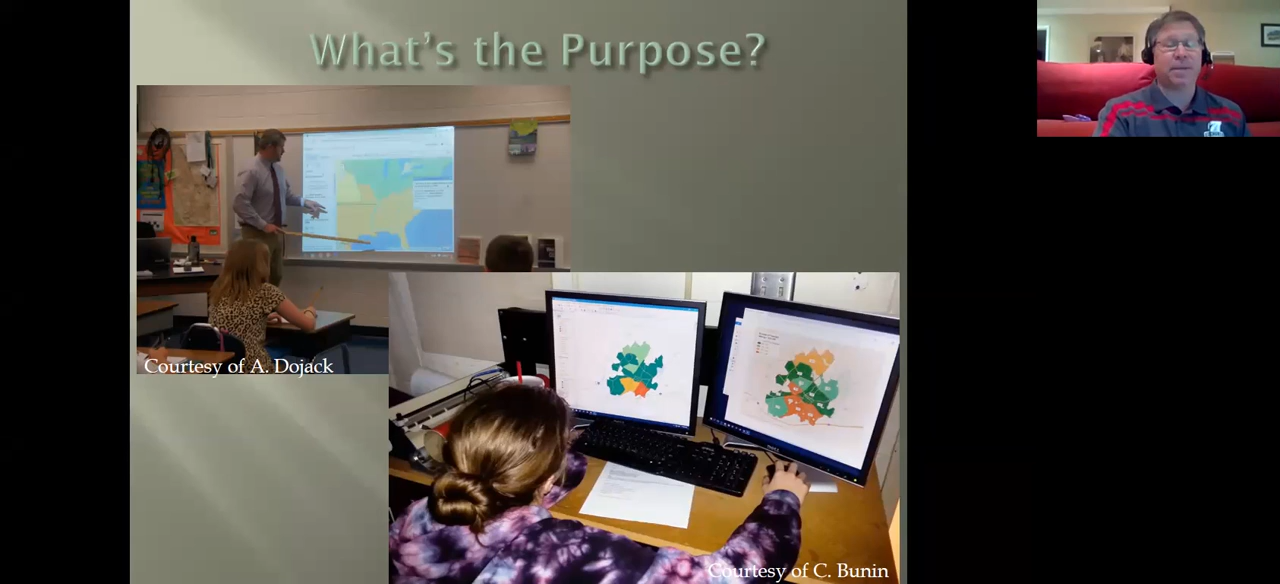 What's the Purpose?
Courtesy of A. Dojack
Courtesy of C. Bunin